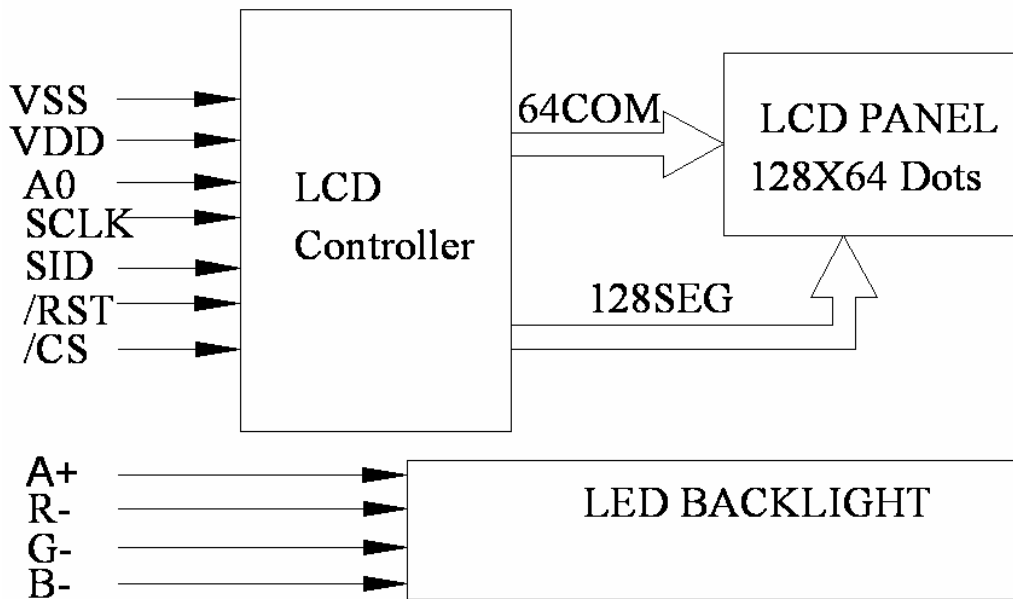 VSS
VDD
A0
SCLK
SID
/RST
/CS
LCD
Controller
64COM
128SEG
LCD PANEL
128X64 Dots
A+
R-
G-
B-
LED BACKLIGHT